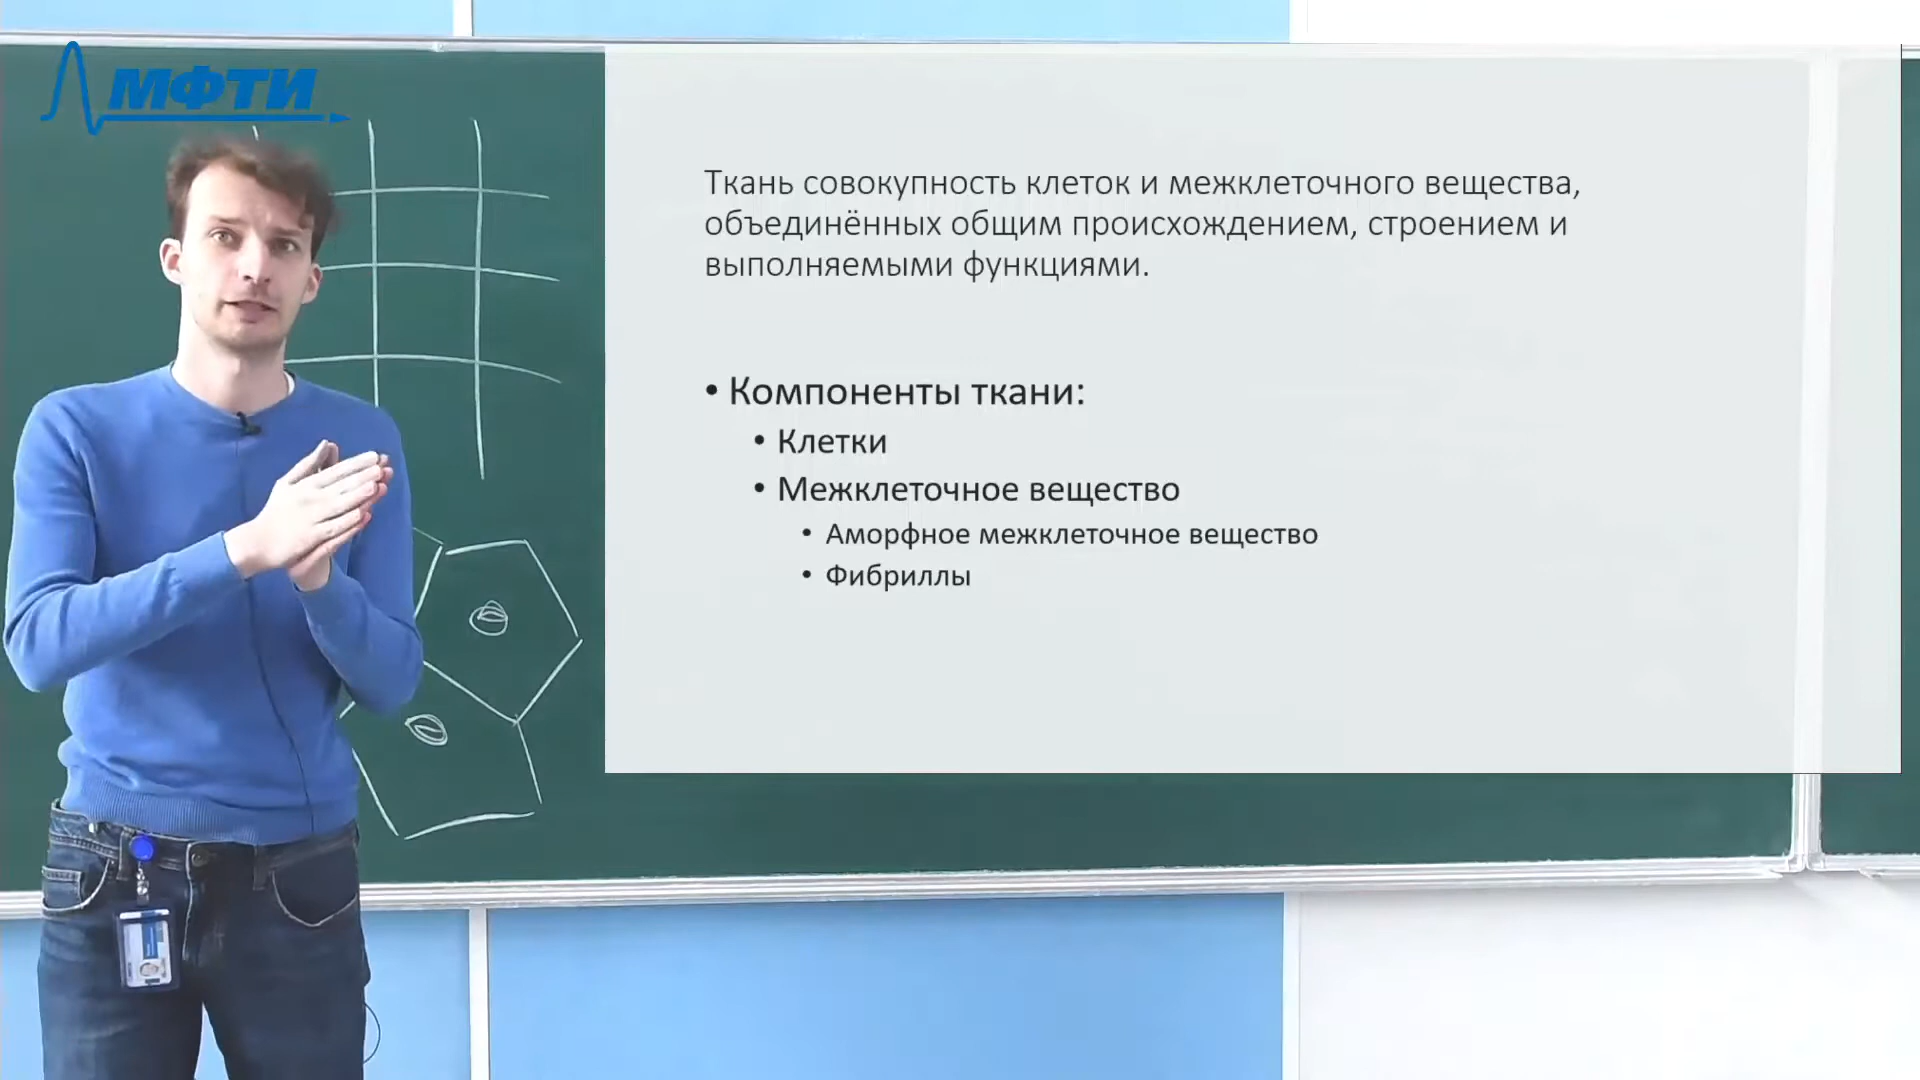 МФТИ
Ткань совокупность клеток и межклеточного вещества,
объединённых общим происхождением, строением и
выполняемыми функциями.
• Компоненты ткани:
• Клетки
• Межклеточное вещество
• Аморфное межклеточное вещество
• Фибриллы